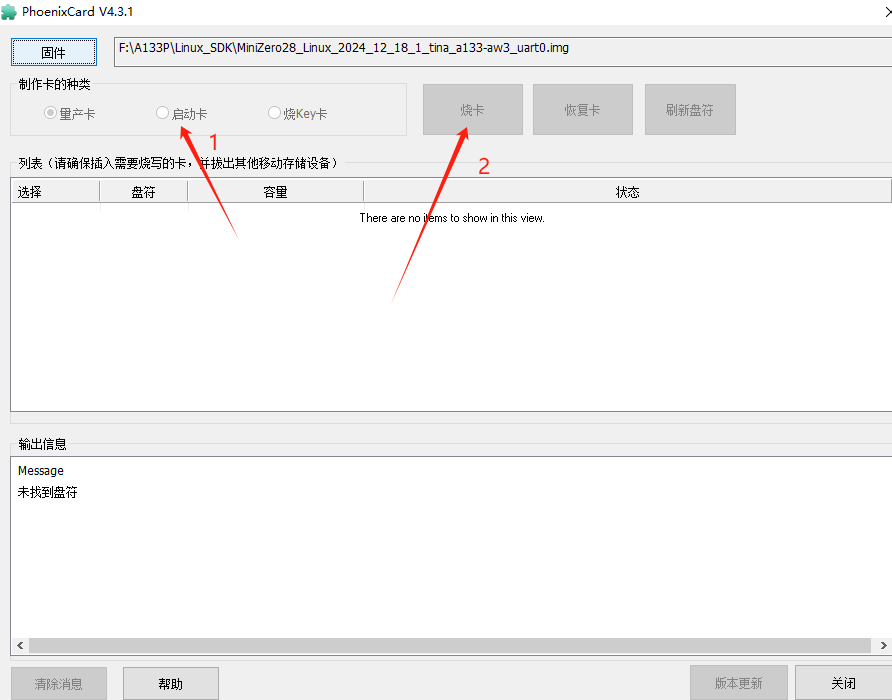 PhoenixCard V4.3.1
固件
F:\A133P\Linux_SDK\MiniZero28_Linux_2024_12_18_1_tina_a133-aw3_uart0.img
制作卡的种类
量产卡 启动卡 烧Key卡 烧卡 恢复卡 刷新盘符
1
2
列表（请确保插入需要烧写的卡，并拔出其他移动存储设备）
选择 盘符 容量 状态
There are no items to show in this view.
输出信息
Message
未找到盘符
清除消息 帮助 版本更新 关闭